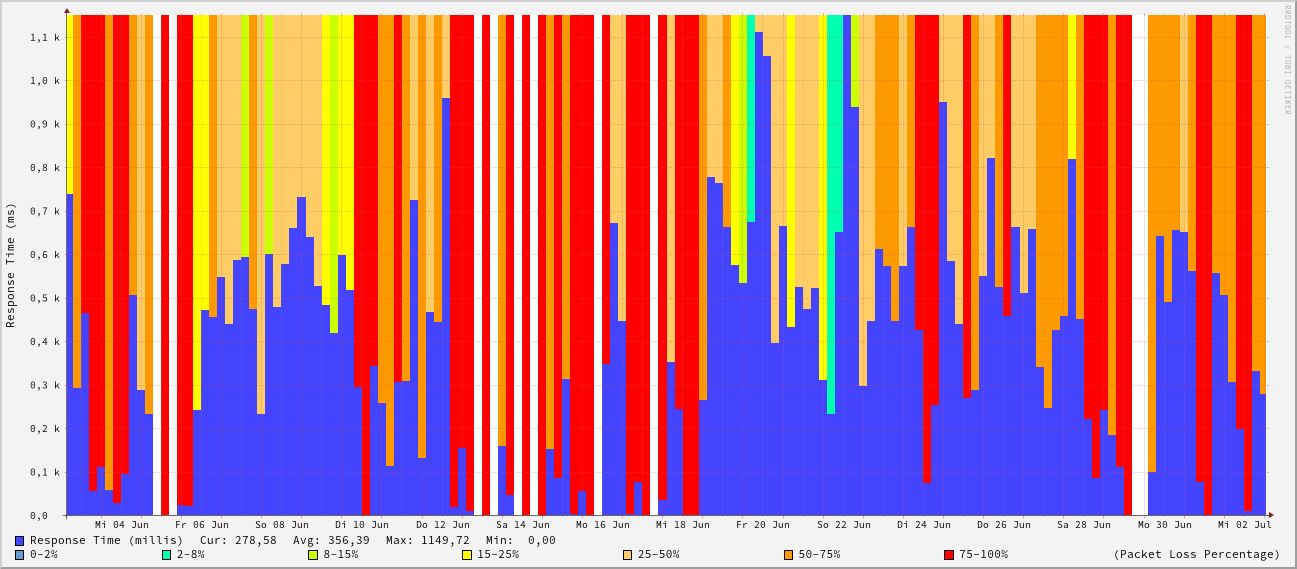 RRDTOOL / TOBI OETIKER
Response Time (ms)
1,1 k
1,0 k
0,9 k
0,8 k
0,7 k
0,6 k
0,5 k
0,4 k
0,3 k
0,2 k
0,1 k
0,0
Mi 04 Jun Fr 06 Jun So 08 Jun Di 10 Jun Do 12 Jun Sa 14 Jun Mo 16 Jun Mi 18 Jun Fr 20 Jun So 22 Jun Di 24 Jun Do 26 Jun Sa 28 Jun Mo 30 Jun Mi 02 Jul
Response Time (millis) Cur: 278,58 Avg: 356,39 Max: 1149,72 Min: 0,00
0-2% 2-8% 8-15% 15-25% 25-50% 50-75% 75-100% (Packet Loss Percentage)